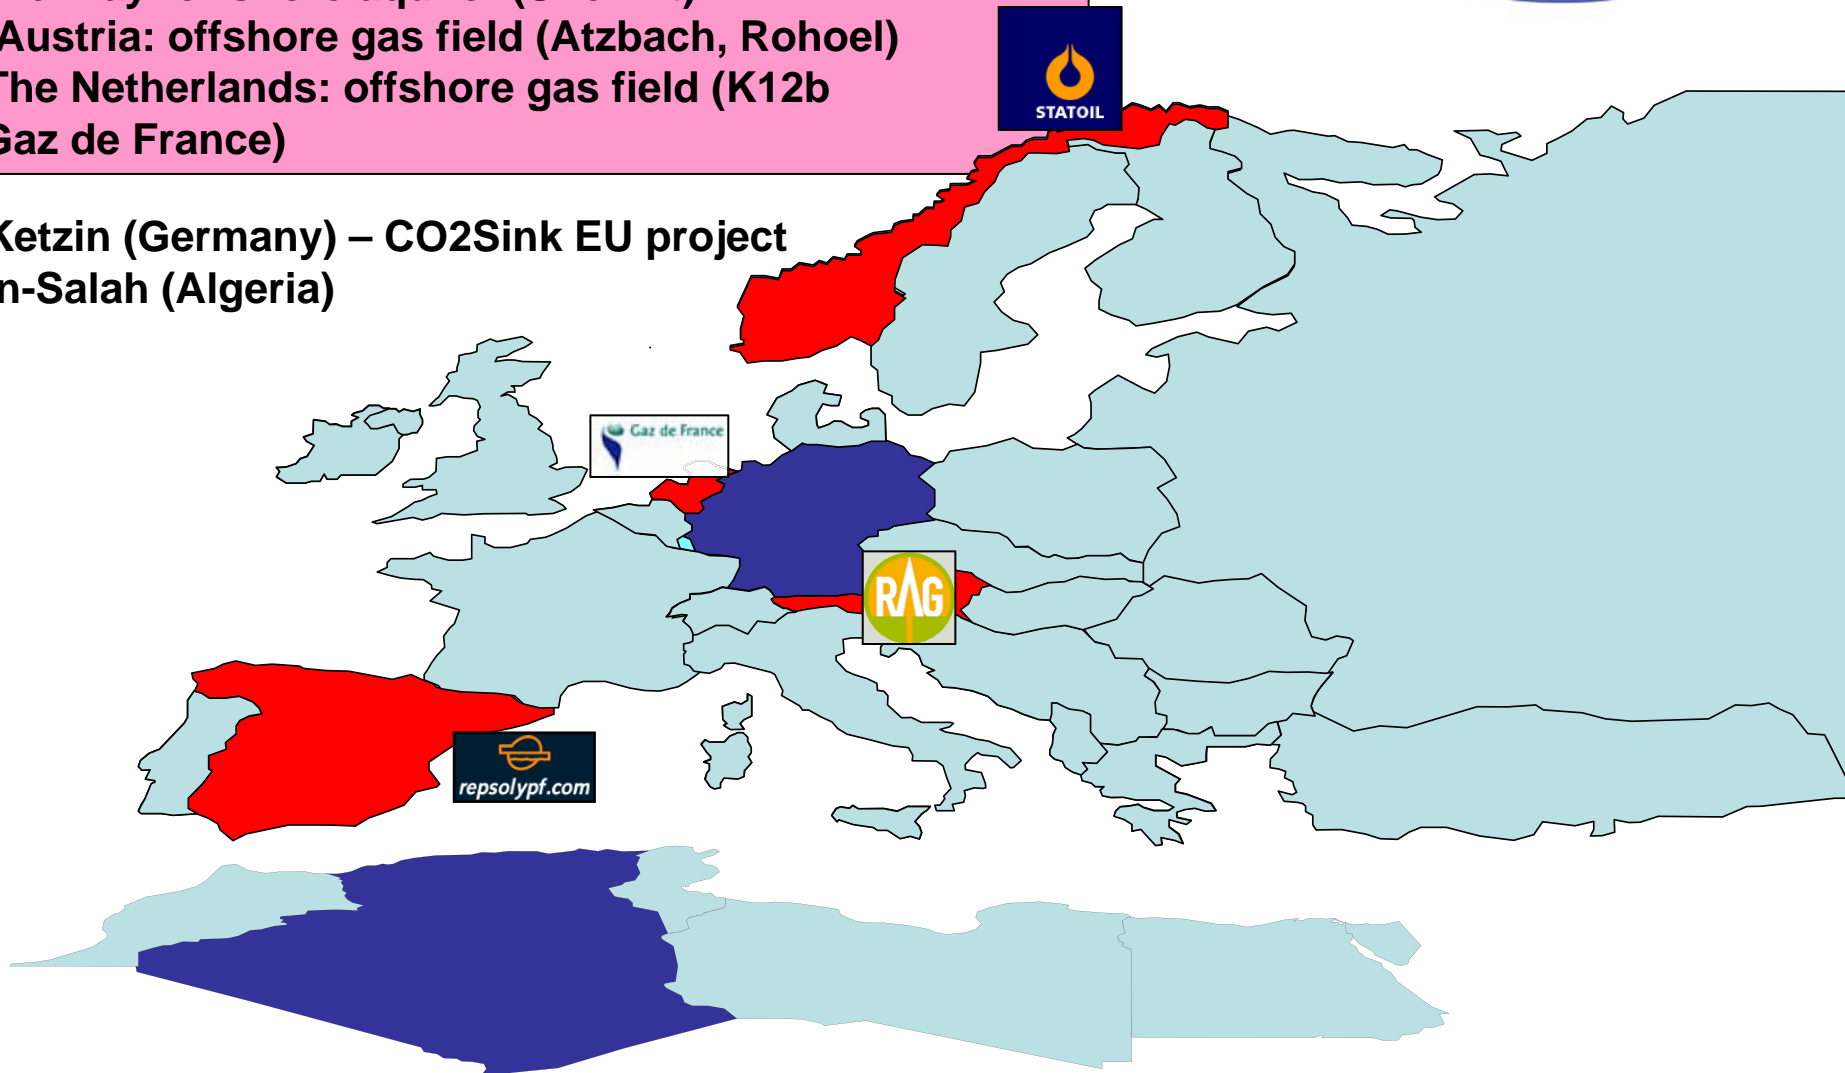 Austria: offshore gas field (Atzbach, Rohoel)
The Netherlands: offshore gas field (K12b
Gaz de France)
STATOIL
Ketzin (Germany) – CO2Sink EU project
n-Salah (Algeria)
Gaz de France
RAG
repsolypf.com